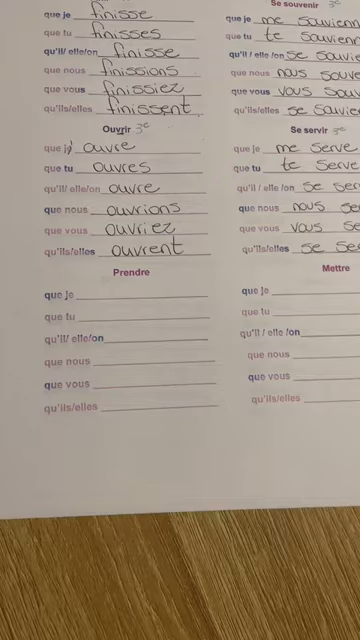 que je finisse
que tu finisses
qu'il/ elle/on finisse
que nous finissions
que vous finissiez
qu'ils/elles finissent
Ouvrir 3e
que j' ouvre
que tu ouvres
qu'il/ elle/on ouvre
que nous ouvrions
que vous ouvriez
qu'ils/elles ouvrent
Prendre
que je
que tu
qu'il/ elle/on
que nous
que vous
qu'ils/elles
Se souvenir 3e
que je me souvienn
que tu te souvienn
qu'il / elle /on se souvie
que nous nous souve
que vous vous souv
qu'ils/elles se souvie
Se servir 3e
que je me serve
que tu te serve
qu'il / elle /on se ser
que nous nous se
que vous vous se
qu'ils/elles se se
Mettre
que je
que tu
qu'il / elle /on
que nous
que vous
qu'ils/elles